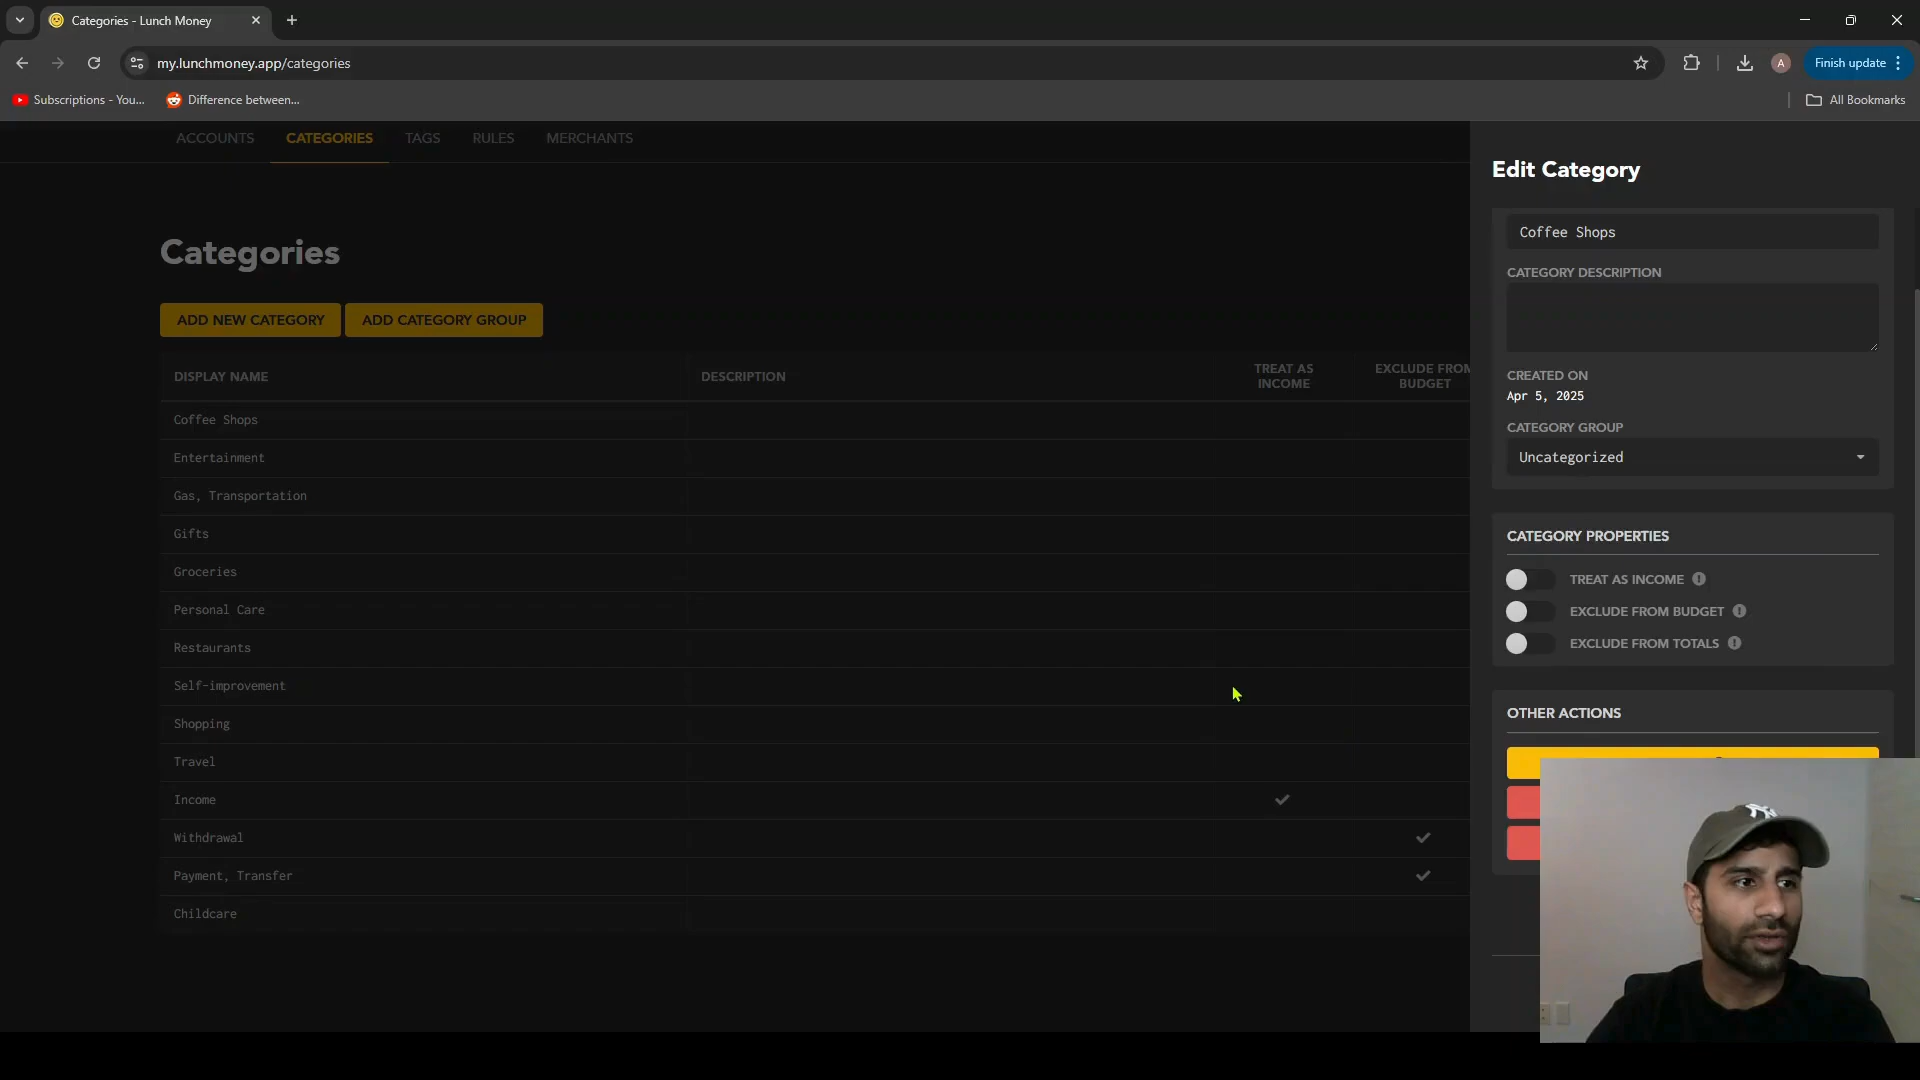 Categories - Lunch Money
my.lunchmoney.app/categories
A
Finish update
Subscriptions - You...
Difference between...
All Bookmarks
ACCOUNTS
CATEGORIES
TAGS
RULES
MERCHANTS
Categories
ADD NEW CATEGORY
ADD CATEGORY GROUP
DISPLAY NAME
DESCRIPTION
TREAT AS
INCOME
EXCLUDE FROM
BUDGET
Coffee Shops
Entertainment
Gas, Transportation
Gifts
Groceries
Personal Care
Restaurants
Self-improvement
Shopping
Travel
Income
Withdrawal
Payment, Transfer
Childcare
Edit Category
Coffee Shops
CATEGORY DESCRIPTION
CREATED ON
Apr 5, 2025
CATEGORY GROUP
Uncategorized
CATEGORY PROPERTIES
TREAT AS INCOME
EXCLUDE FROM BUDGET
EXCLUDE FROM TOTALS
OTHER ACTIONS